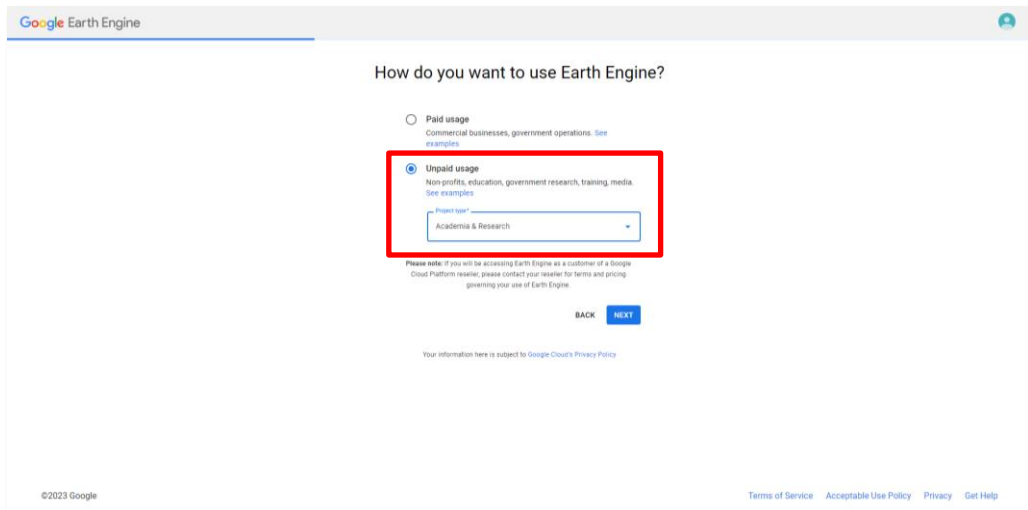 Google Earth Engine
How do you want to use Earth Engine?
Paid usage
Commercial businesses, government operations. See
examples
Unpaid usage
Non-profits, education, government research, training, media.
See examples
Project type*
Academia & Research
Please note: If you will be accessing Earth Engine as a customer of a Google
Cloud Platform reseller, please contact your reseller for terms and pricing
governing your use of Earth Engine.
BACK NEXT
Your information here is subject to Google Cloud's Privacy Policy
©2023 Google Terms of Service Acceptable Use Policy Privacy Get Help